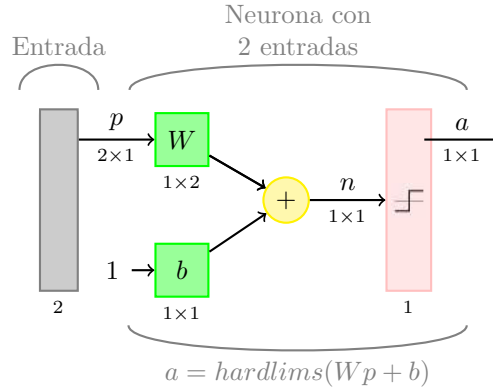 Neurona con
2 entradas
Entrada
p
2×1
W
1×2
+
n
1×1
a
1×1
1
b
1×1
2
1
a = hardlims(Wp + b)